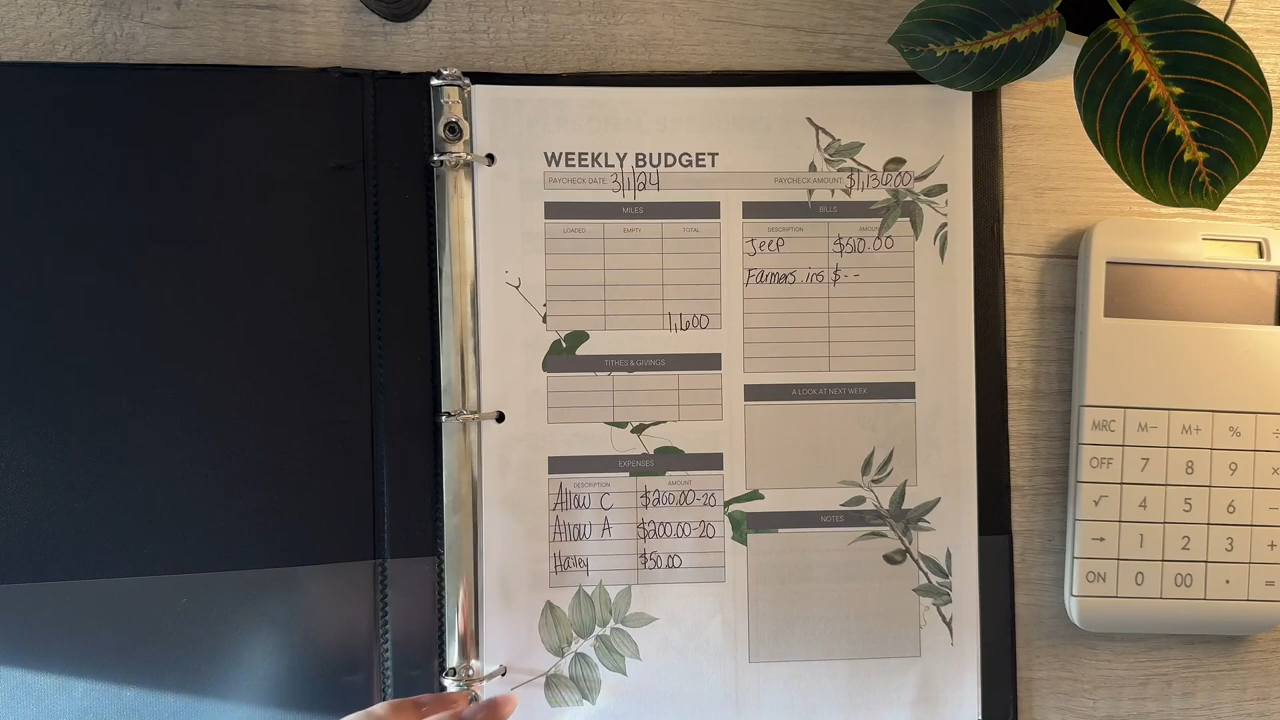 WEEKLY BUDGET
PAYCHECK DATE: 3/1/24 PAYCHECK AMOUNT: $1,136.00
MILES
LOADED EMPTY TOTAL
1,600
TITHES & GIVINGS
EXPENSES
DESCRIPTION AMOUNT
Allow C $200.00-20
Allow A $200.00-20
Hailey $50.00
BILLS
DESCRIPTION AMOUNT
Jeep $510.00
Farmers ins $--
A LOOK AT NEXT WEEK
NOTES
MRC M− M+ % ÷
OFF 7 8 9 ×
√ 4 5 6 −
→ 1 2 3 +
ON 0 00 · =